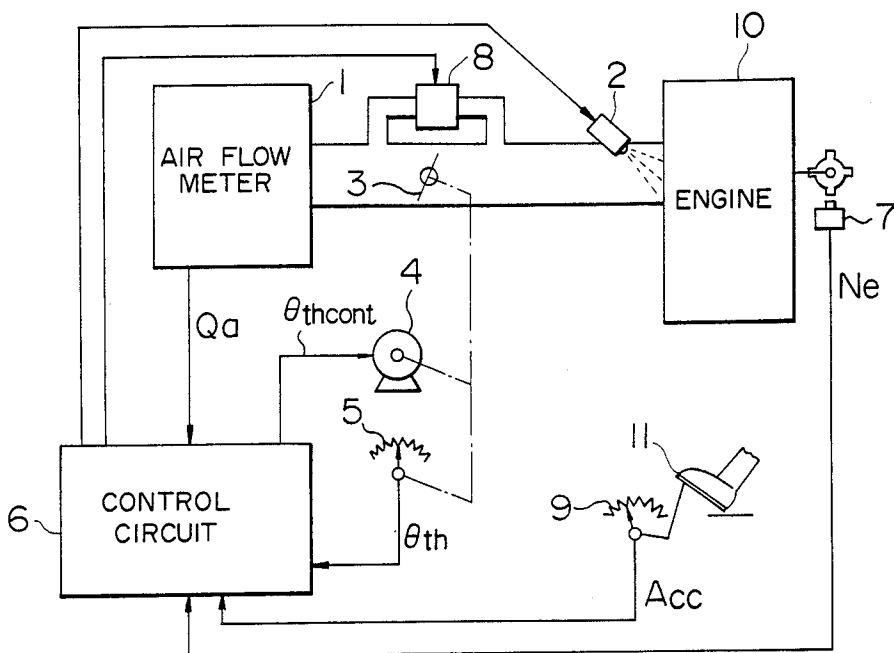 10
8
2
1
AIR FLOW
METER
3
ENGINE
7
Ne
4
θthcont
Qa
5
11
9
6
CONTROL
CIRCUIT
θth
Acc